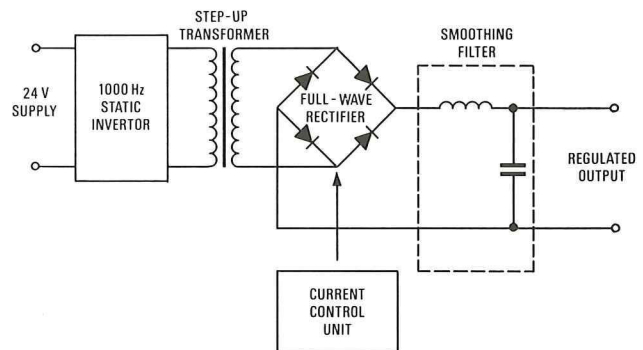 STEP-UP
TRANSFORMER
SMOOTHING
FILTER
24 V
SUPPLY
1000 Hz
STATIC
INVERTOR
FULL-WAVE
RECTIFIER
REGULATED
OUTPUT
CURRENT
CONTROL
UNIT